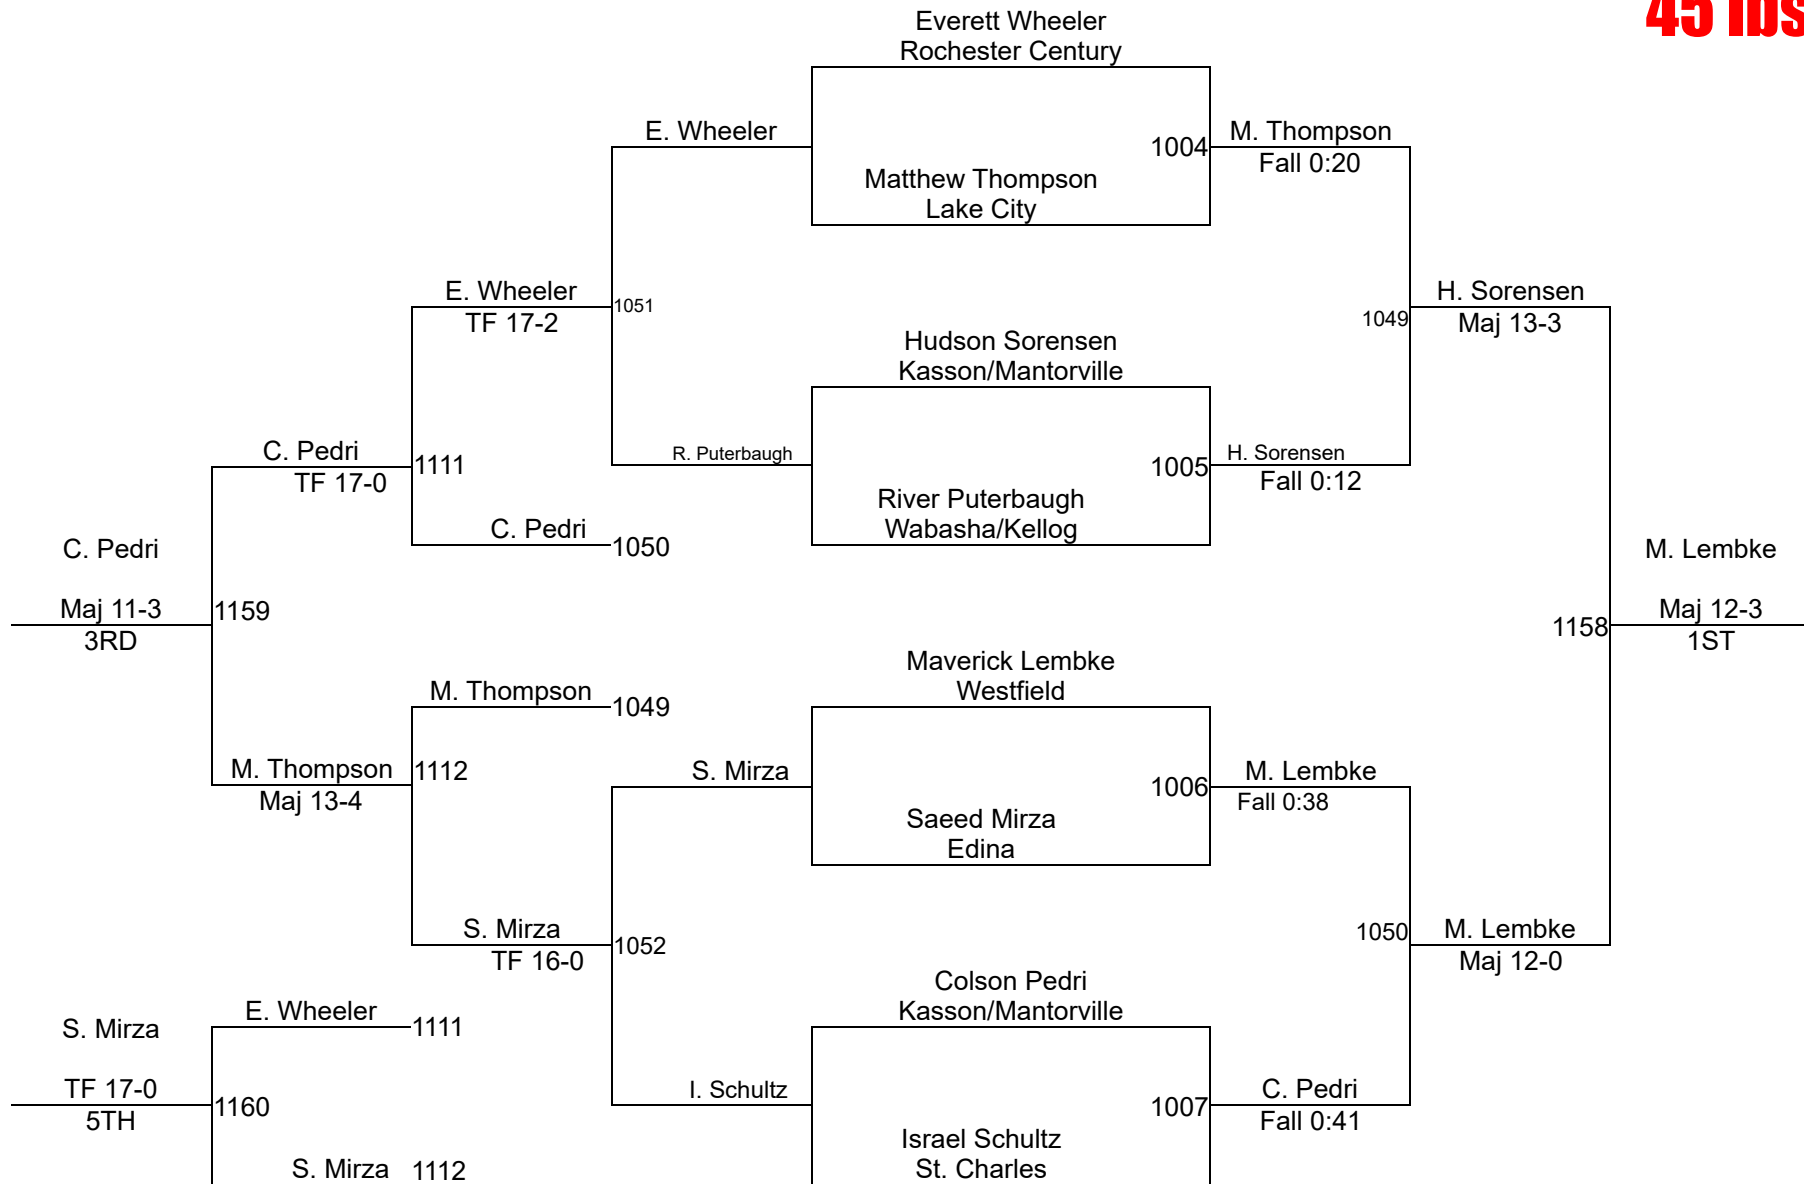 45 lbs
Everett Wheeler
Rochester Century
E. Wheeler
1004
M. Thompson
Fall 0:20
Matthew Thompson
Lake City
E. Wheeler
TF 17-2
1051
1049
H. Sorensen
Maj 13-3
Hudson Sorensen
Kasson/Mantorville
C. Pedri
TF 17-0
1111
R. Puterbaugh
1005
H. Sorensen
Fall 0:12
River Puterbaugh
Wabasha/Kellog
C. Pedri
1050
C. Pedri
Maj 11-3
3RD
1159
1158
M. Lembke
Maj 12-3
1ST
Maverick Lembke
Westfield
M. Thompson
1049
M. Thompson
Maj 13-4
1112
S. Mirza
1006
M. Lembke
Fall 0:38
Saeed Mirza
Edina
S. Mirza
TF 16-0
1052
1050
M. Lembke
Maj 12-0
Colson Pedri
Kasson/Mantorville
E. Wheeler
1111
S. Mirza
TF 17-0
5TH
1160
I. Schultz
1007
C. Pedri
Fall 0:41
Israel Schultz
St. Charles
S. Mirza
1112